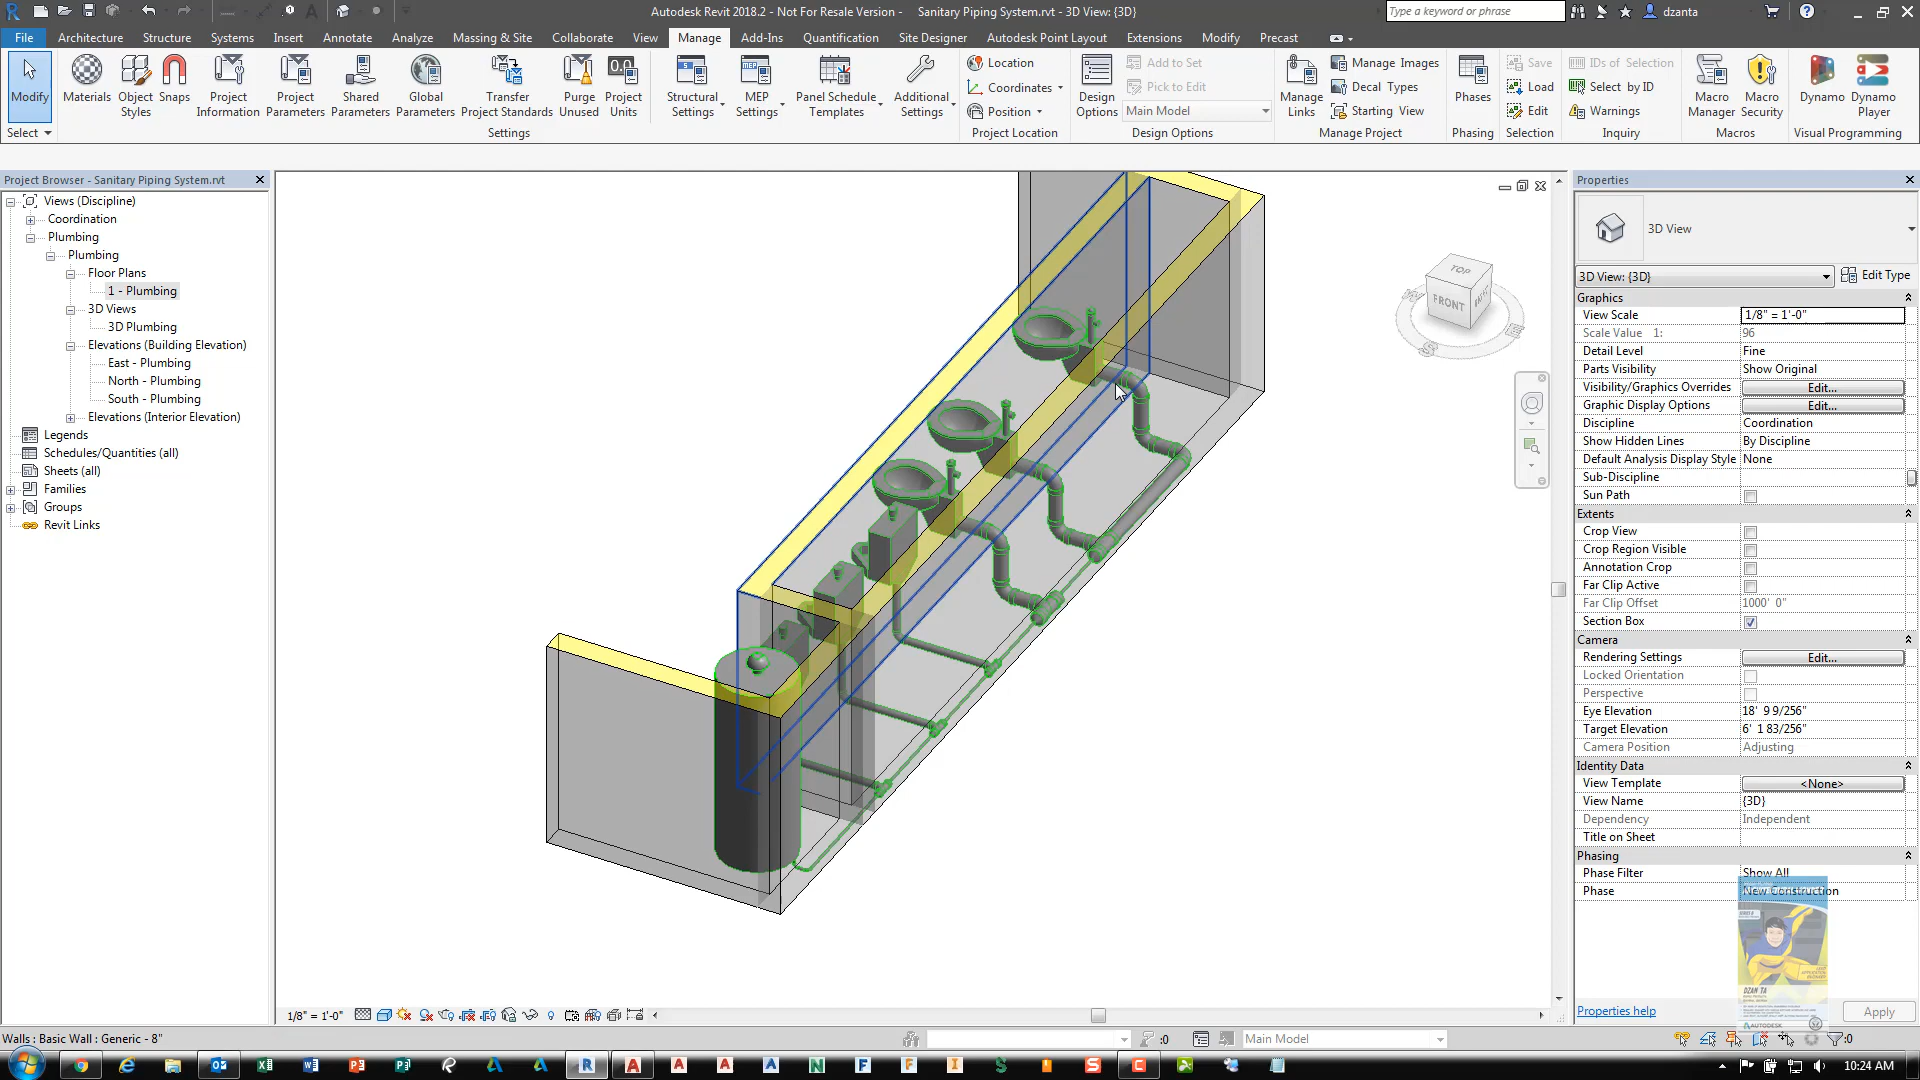 Autodesk Revit 2018.2 - Not For Resale Version - Sanitary Piping System.rvt - 3D View: {3D}
Type a keyword or phrase
dzanta
File Architecture Structure Systems Insert Annotate Analyze Massing & Site Collaborate View Manage Add-Ins Quantification Site Designer Autodesk Point Layout Extensions Modify Precast
Modify
Materials
Object Styles
Snaps
Project Information
Project Parameters
Shared Parameters
Global Parameters
Transfer Project Standards
Purge Unused
Project Units
Structural Settings
MEP Settings
Panel Schedule Templates
Additional Settings
Location
Coordinates
Position
Design Options
Add to Set
Pick to Edit
Main Model
Manage Links
Manage Images
Decal Types
Starting View
Phases
Save
Load
Edit
IDs of Selection
Select by ID
Warnings
Macro Manager
Macro Security
Dynamo
Dynamo Player
Select
Settings
Project Location
Design Options
Manage Project
Phasing
Selection
Inquiry
Macros
Visual Programming
Project Browser - Sanitary Piping System.rvt
Views (Discipline)
Coordination
Plumbing
Plumbing
Floor Plans
1 - Plumbing
3D Views
3D Plumbing
Elevations (Building Elevation)
East - Plumbing
North - Plumbing
South - Plumbing
Elevations (Interior Elevation)
Legends
Schedules/Quantities (all)
Sheets (all)
Families
Groups
Revit Links
TOP
FRONT
Properties
3D View
3D View: {3D}
Edit Type
Graphics
View Scale 1/8" = 1'-0"
Scale Value 1: 96
Detail Level Fine
Parts Visibility Show Original
Visibility/Graphics Overrides Edit...
Graphic Display Options Edit...
Discipline Coordination
Show Hidden Lines By Discipline
Default Analysis Display Style None
Sub-Discipline
Sun Path
Extents
Crop View
Crop Region Visible
Annotation Crop
Far Clip Active
Far Clip Offset 1000' 0"
Section Box
Camera
Rendering Settings Edit...
Locked Orientation
Perspective
Eye Elevation 18' 9 9/256"
Target Elevation 6' 1 83/256"
Camera Position Adjusting
Identity Data
View Template <None>
View Name {3D}
Dependency Independent
Title on Sheet
Phasing
Phase Filter Show All
Phase New Construction
DZAN TA
AUTODESK
Properties help
Apply
1/8" = 1'-0"
Walls : Basic Wall : Generic - 8"
:0
Main Model
:0
10:24 AM